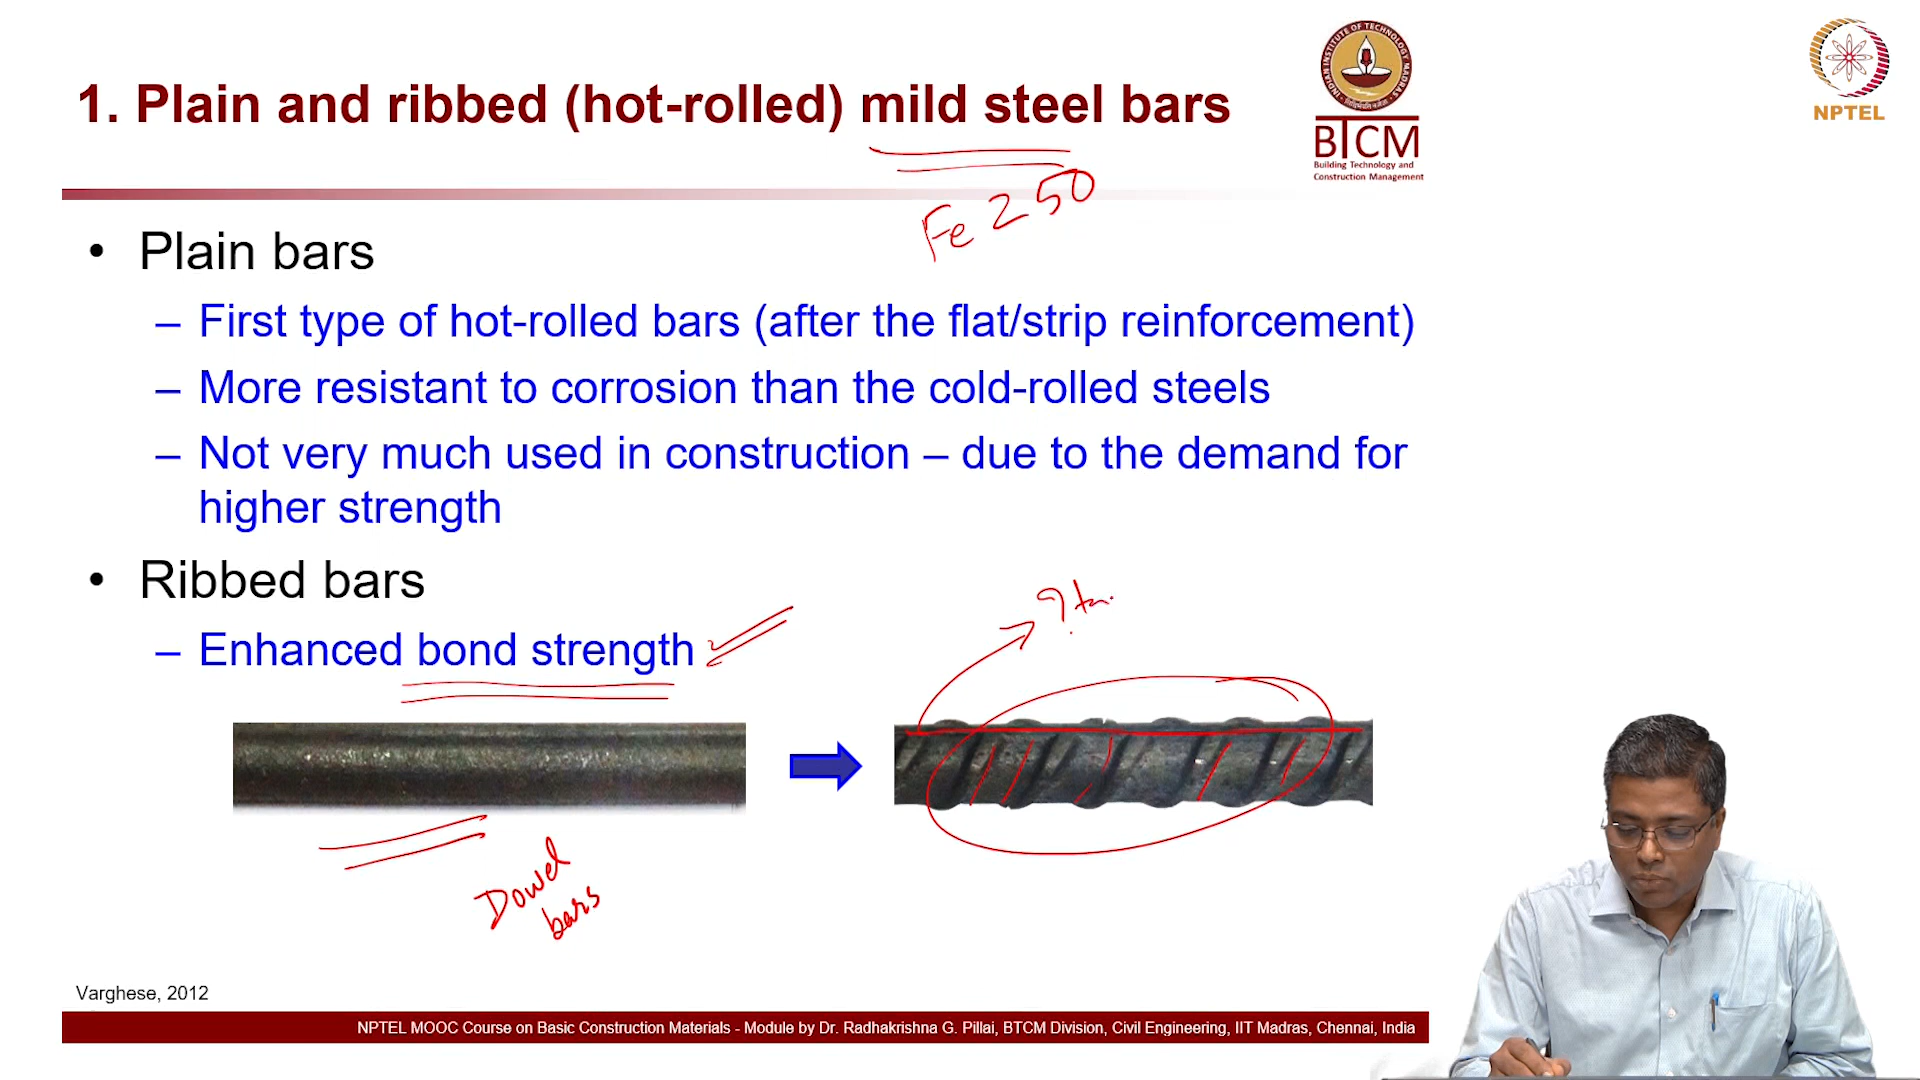 1. Plain and ribbed (hot-rolled) mild steel bars
BTCM
Building Technology and
Construction Management
NPTEL
Fe 250
• Plain bars
– First type of hot-rolled bars (after the flat/strip reinforcement)
– More resistant to corrosion than the cold-rolled steels
– Not very much used in construction – due to the demand for
higher strength
• Ribbed bars
– Enhanced bond strength
Dowel
bars
Varghese, 2012
NPTEL MOOC Course on Basic Construction Materials - Module by Dr. Radhakrishna G. Pillai, BTCM Division, Civil Engineering, IIT Madras, Chennai, India